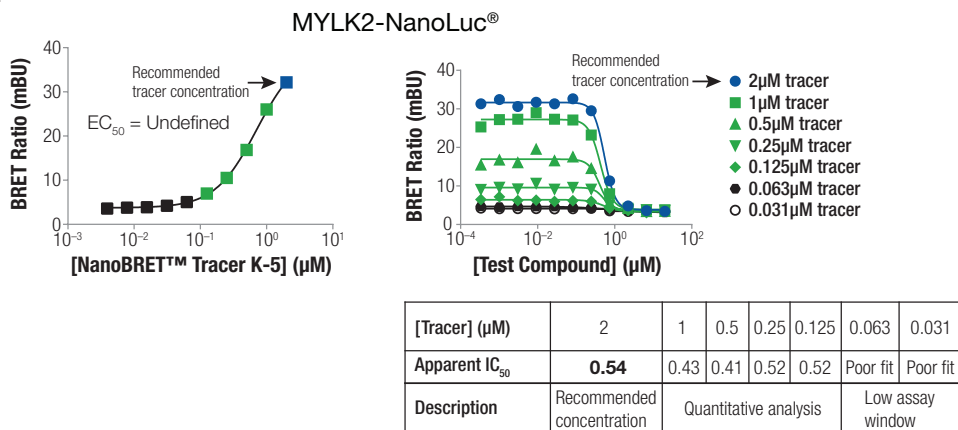 MYLK2-NanoLuc®
BRET Ratio (mBU)
40
30
20
10
0
10⁻³
10⁻²
10⁻¹
10⁰
10¹
[NanoBRET™ Tracer K-5] (µM)
Recommended
tracer concentration
EC₅₀ = Undefined
BRET Ratio (mBU)
40
30
20
10
0
10⁻⁴
10⁻²
10⁰
10²
[Test Compound] (µM)
Recommended
tracer concentration
2µM tracer
1µM tracer
0.5µM tracer
0.25µM tracer
0.125µM tracer
0.063µM tracer
0.031µM tracer
[Tracer] (µM) 2 1 0.5 0.25 0.125 0.063 0.031
Apparent IC₅₀ 0.54 0.43 0.41 0.52 0.52 Poor fit Poor fit
Description Recommended concentration Quantitative analysis Low assay window